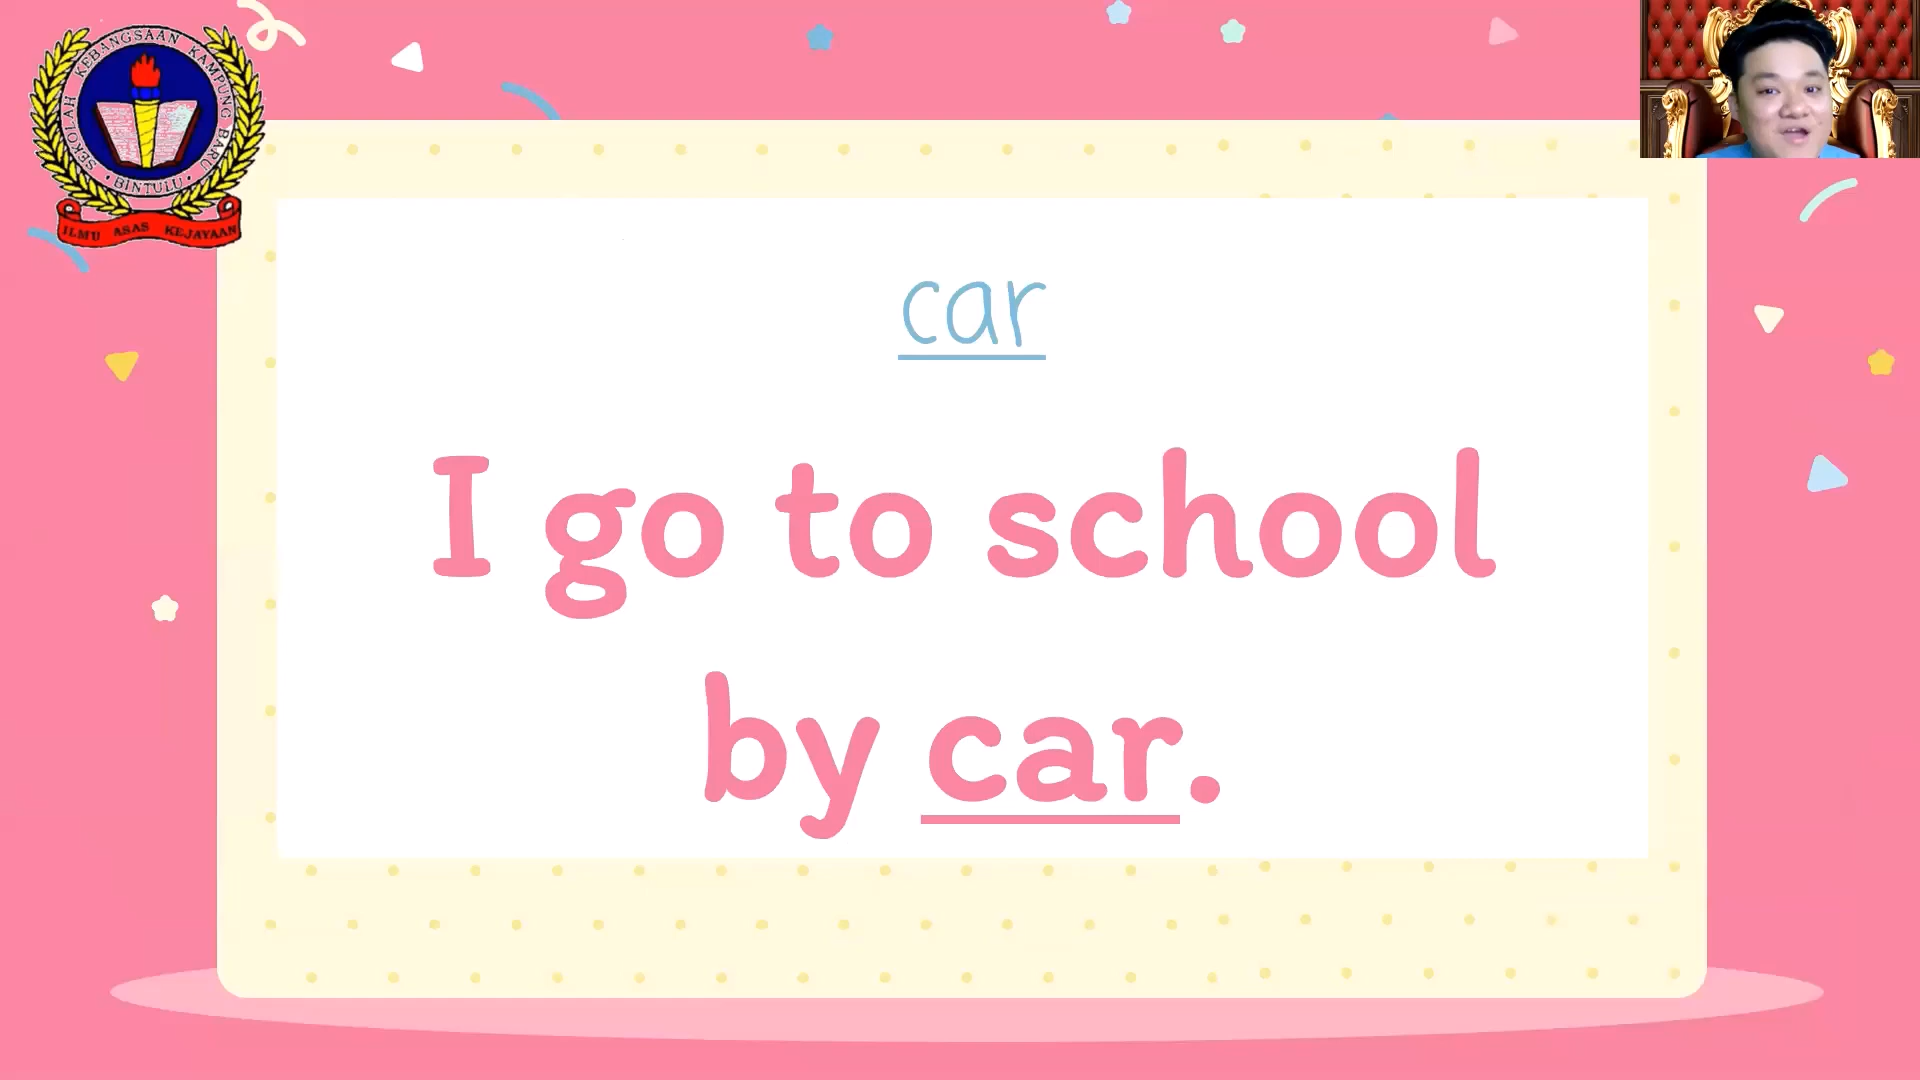 SEKOLAH KEBANGSAAN KAMPUNG BARU
• BINTULU •
ILMU ASAS KEJAYAAN
car
I go to school
by car.